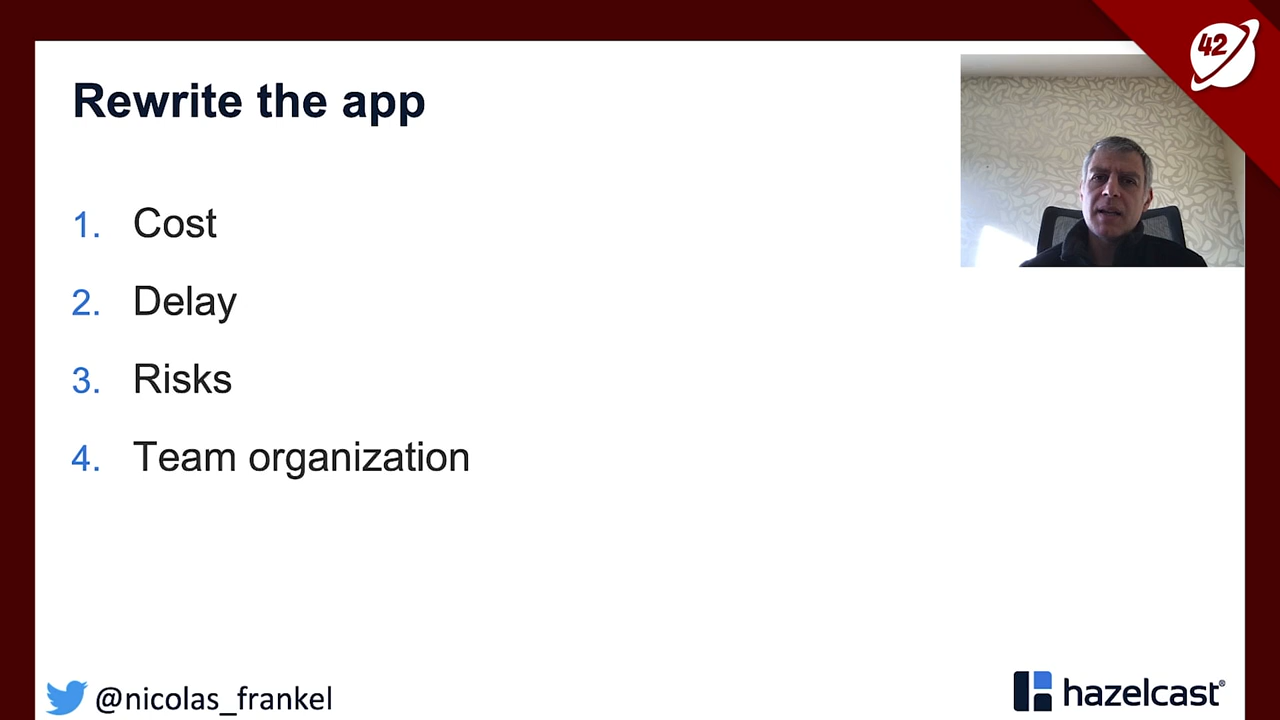 42
Rewrite the app
1. Cost
2. Delay
3. Risks
4. Team organization
@nicolas_frankel
hazelcast®